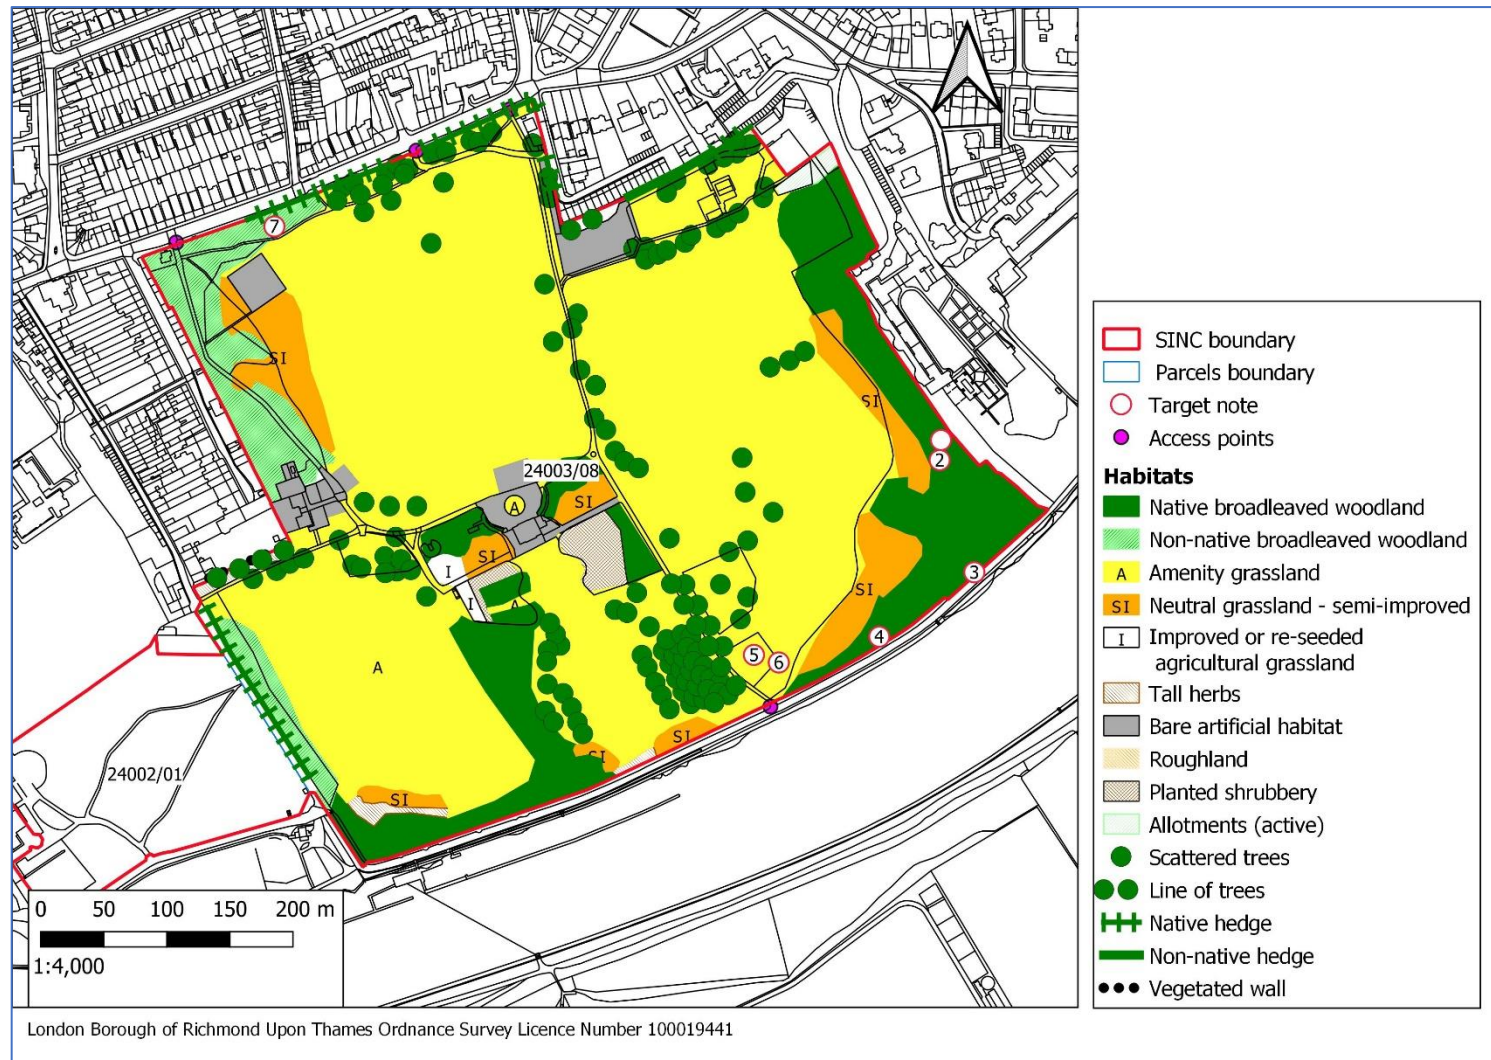 7
SI
2
24003/08
A
SI
SI
SI
I
I
3
SI
4
5
6
A
A
SI
SI
SI
24002/01
0 50 100 150 200 m
1:4,000
SINC boundary
Parcels boundary
Target note
Access points
Habitats
Native broadleaved woodland
Non-native broadleaved woodland
A Amenity grassland
SI Neutral grassland - semi-improved
I Improved or re-seeded
agricultural grassland
Tall herbs
Bare artificial habitat
Roughland
Planted shrubbery
Allotments (active)
Scattered trees
Line of trees
Native hedge
Non-native hedge
Vegetated wall
London Borough of Richmond Upon Thames Ordnance Survey Licence Number 100019441